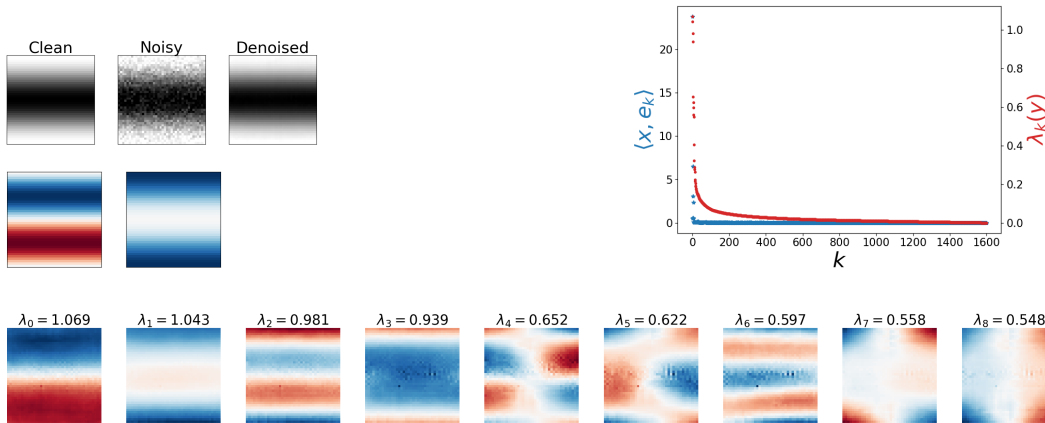 Clean Noisy Denoised
⟨x, e_k⟩
20
15
10
5
0
1.0
0.8
0.6
0.4
0.2
0.0
λ_k(y)
0 200 400 600 800 1000 1200 1400 1600
k
λ_0 = 1.069 λ_1 = 1.043 λ_2 = 0.981 λ_3 = 0.939 λ_4 = 0.652 λ_5 = 0.622 λ_6 = 0.597 λ_7 = 0.558 λ_8 = 0.548